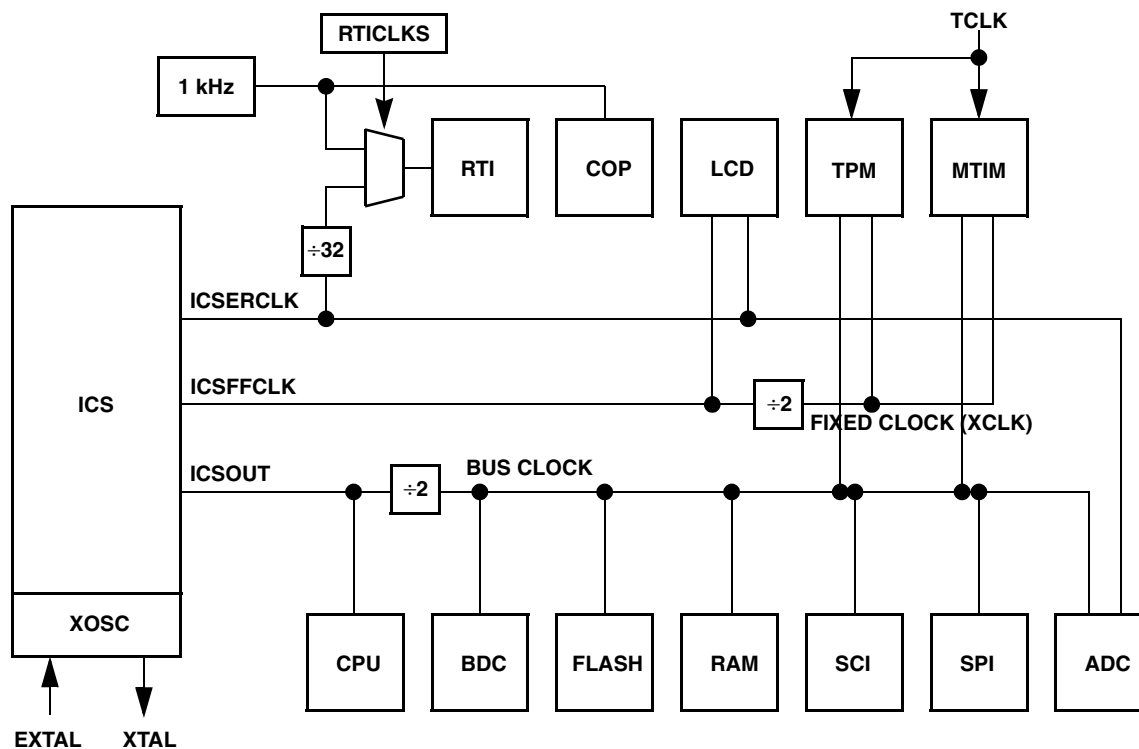 RTICLKS
TCLK
1 kHz
RTI
COP
LCD
TPM
MTIM
÷32
ICSERCLK
ICS
ICSFFCLK
÷2
FIXED CLOCK (XCLK)
ICSOUT
÷2
BUS CLOCK
XOSC
CPU
BDC
FLASH
RAM
SCI
SPI
ADC
EXTAL
XTAL